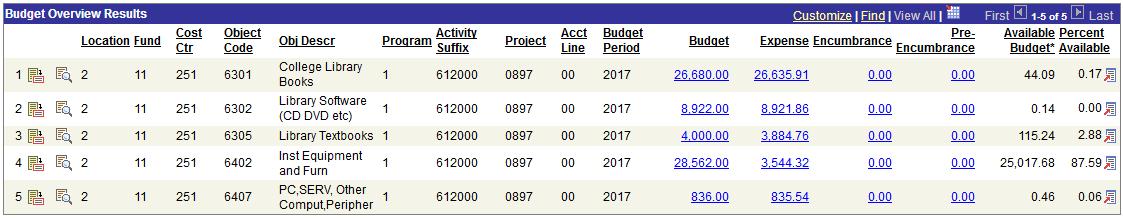 Budget Overview Results Customize | Find | View All | First 1-5 of 5 Last
Location Fund Cost Ctr Object Code Obj Descr Program Activity Suffix Project Acct Line Budget Period Budget Expense Encumbrance Pre-Encumbrance Available Budget* Percent Available
1 2 11 251 6301 College Library Books 1 612000 0897 00 2017 26,680.00 26,635.91 0.00 0.00 44.09 0.17
2 2 11 251 6302 Library Software (CD DVD etc) 1 612000 0897 00 2017 8,922.00 8,921.86 0.00 0.00 0.14 0.00
3 2 11 251 6305 Library Textbooks 1 612000 0897 00 2017 4,000.00 3,884.76 0.00 0.00 115.24 2.88
4 2 11 251 6402 Inst Equipment and Furn 1 612000 0897 00 2017 28,562.00 3,544.32 0.00 0.00 25,017.68 87.59
5 2 11 251 6407 PC,SERV, Other Comput,Peripher 1 612000 0897 00 2017 836.00 835.54 0.00 0.00 0.46 0.06